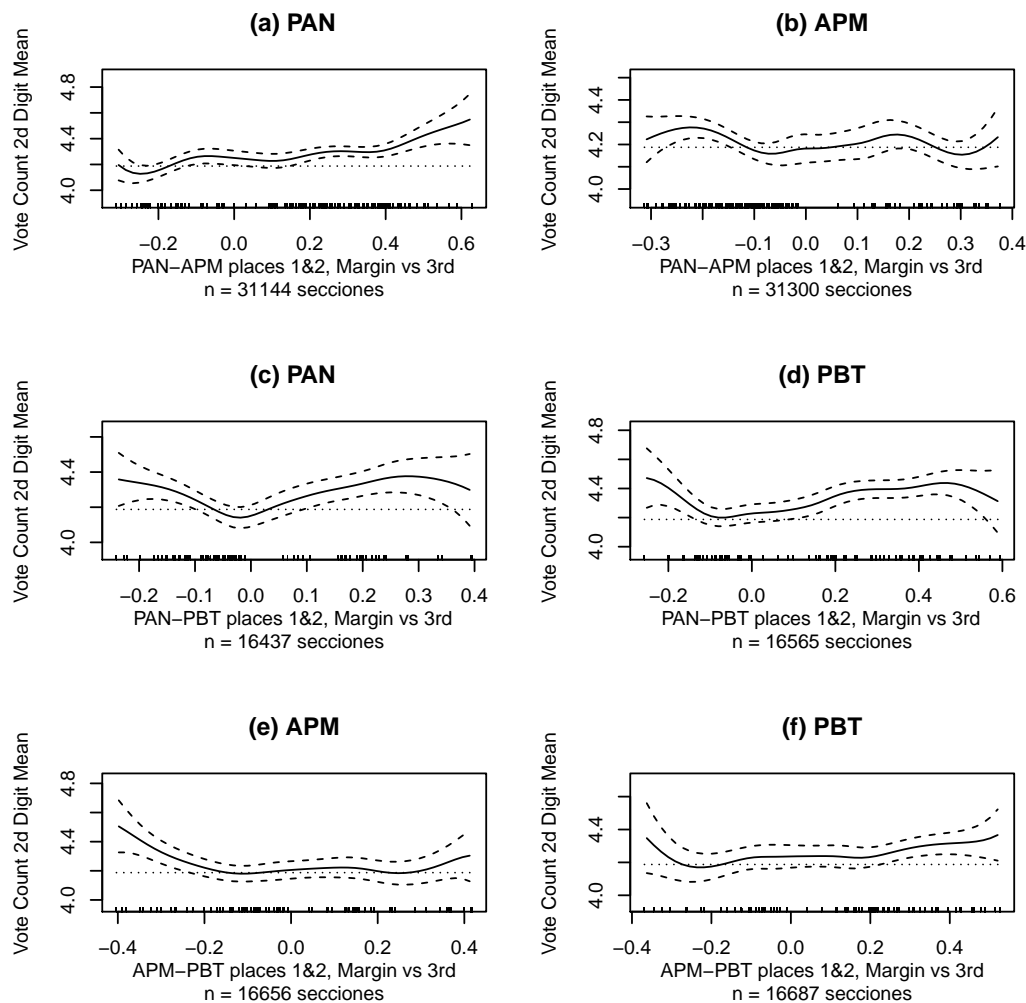 (a) PAN
Vote Count 2d Digit Mean
4.0 4.4 4.8
−0.2 0.0 0.2 0.4 0.6
PAN−APM places 1&2, Margin vs 3rd
n = 31144 secciones
(b) APM
Vote Count 2d Digit Mean
4.0 4.2 4.4
−0.3 −0.2 −0.1 0.0 0.1 0.2 0.3 0.4
PAN−APM places 1&2, Margin vs 3rd
n = 31300 secciones
(c) PAN
Vote Count 2d Digit Mean
4.0 4.4
−0.2 −0.1 0.0 0.1 0.2 0.3 0.4
PAN−PBT places 1&2, Margin vs 3rd
n = 16437 secciones
(d) PBT
Vote Count 2d Digit Mean
4.0 4.4 4.8
−0.2 0.0 0.2 0.4 0.6
PAN−PBT places 1&2, Margin vs 3rd
n = 16565 secciones
(e) APM
Vote Count 2d Digit Mean
4.0 4.4 4.8
−0.4 −0.2 0.0 0.2 0.4
APM−PBT places 1&2, Margin vs 3rd
n = 16656 secciones
(f) PBT
Vote Count 2d Digit Mean
4.0 4.4
−0.4 −0.2 0.0 0.2 0.4
APM−PBT places 1&2, Margin vs 3rd
n = 16687 secciones